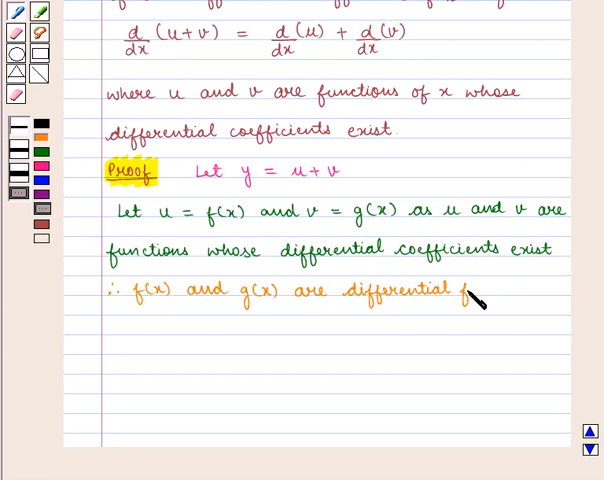 d/dx (u+v) = d/dx (u) + d/dx (v)
where u and v are functions of x whose
differential coefficients exist.
Proof Let y = u+v
Let u = f(x) and v = g(x) as u and v are
functions whose differential coefficients exist
∴ f(x) and g(x) are differential f